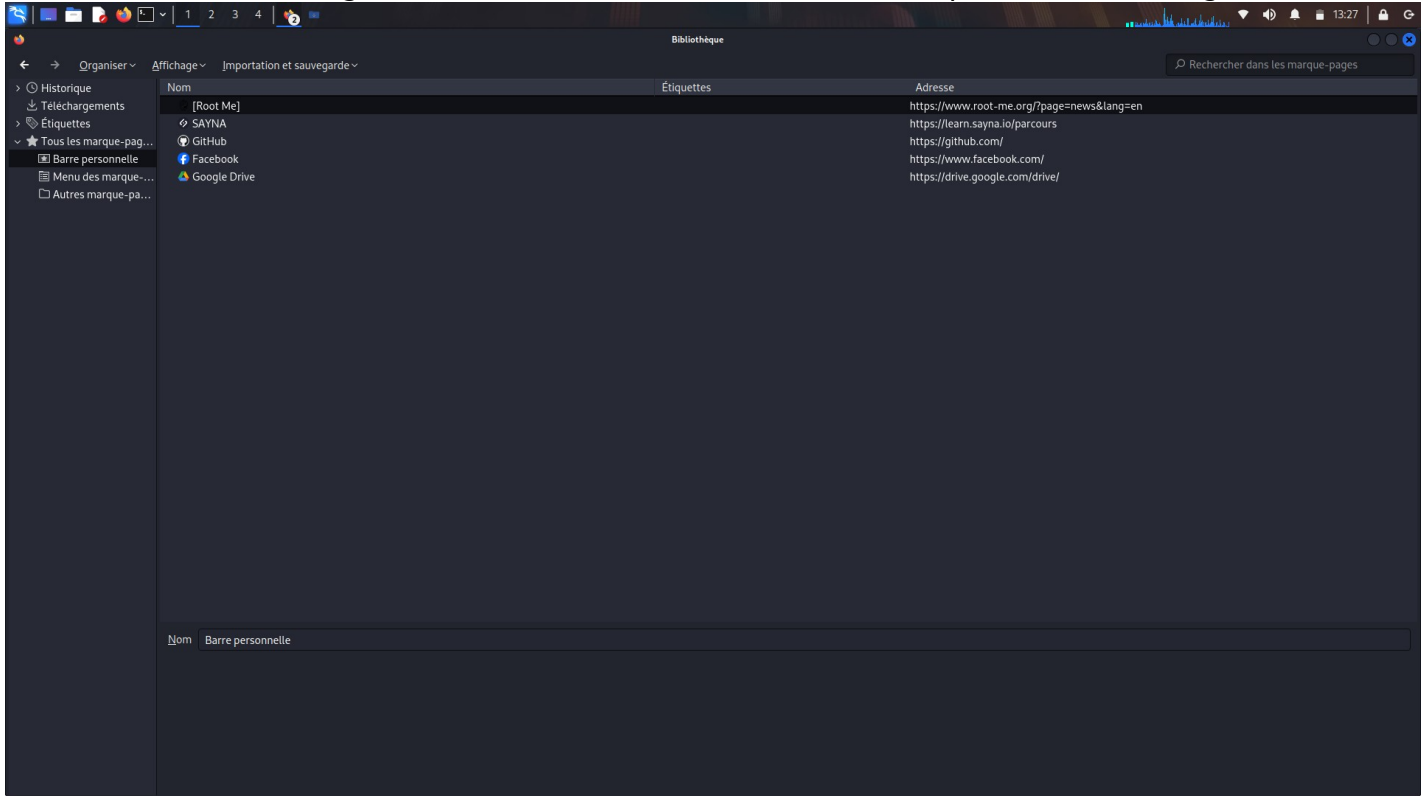 1 2 3 4 2 13:27
Bibliothèque
Organiser Affichage Importation et sauvegarde Rechercher dans les marque-pages
Historique
Téléchargements
Étiquettes
Tous les marque-pag...
Barre personnelle
Menu des marque-...
Autres marque-pa...
Nom Étiquettes Adresse
[Root Me] https://www.root-me.org/?page=news&lang=en
SAYNA https://learn.sayna.io/parcours
GitHub https://github.com/
Facebook https://www.facebook.com/
Google Drive https://drive.google.com/drive/
Nom Barre personnelle